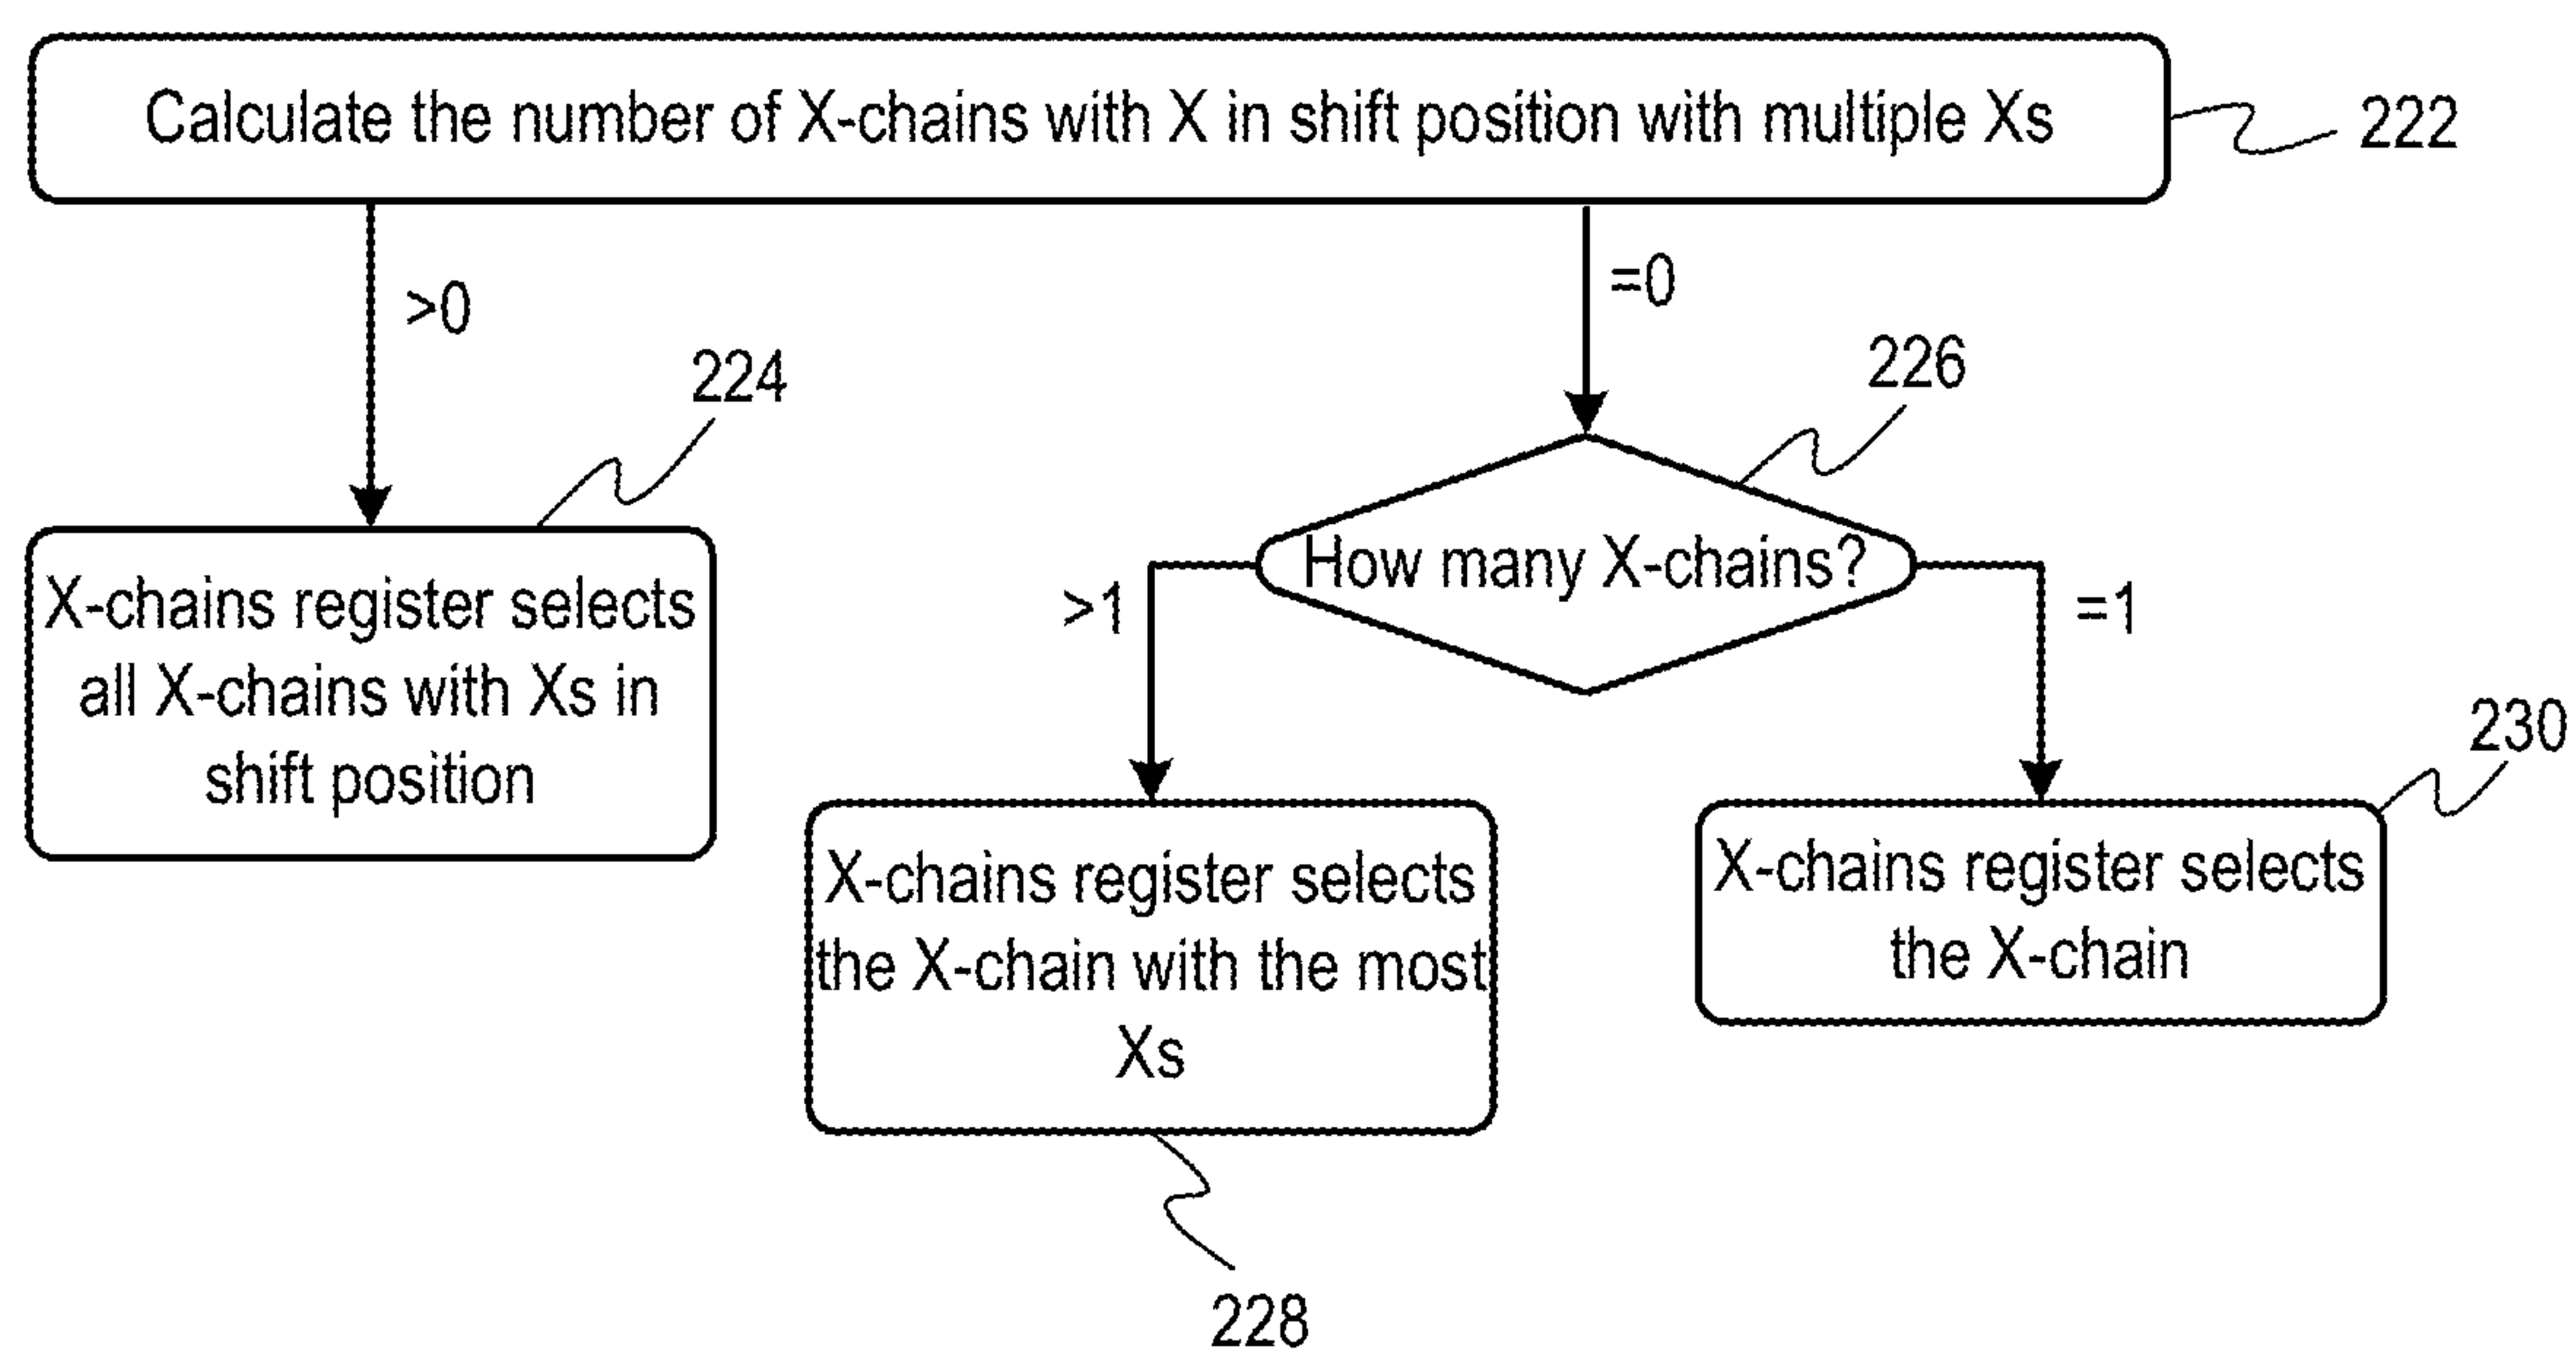 Calculate the number of X-chains with X in shift position with multiple Xs
222
>0
=0
224
226
X-chains register selects
all X-chains with Xs in
shift position
How many X-chains?
>1
=1
230
X-chains register selects
the X-chain with the most
Xs
X-chains register selects
the X-chain
228